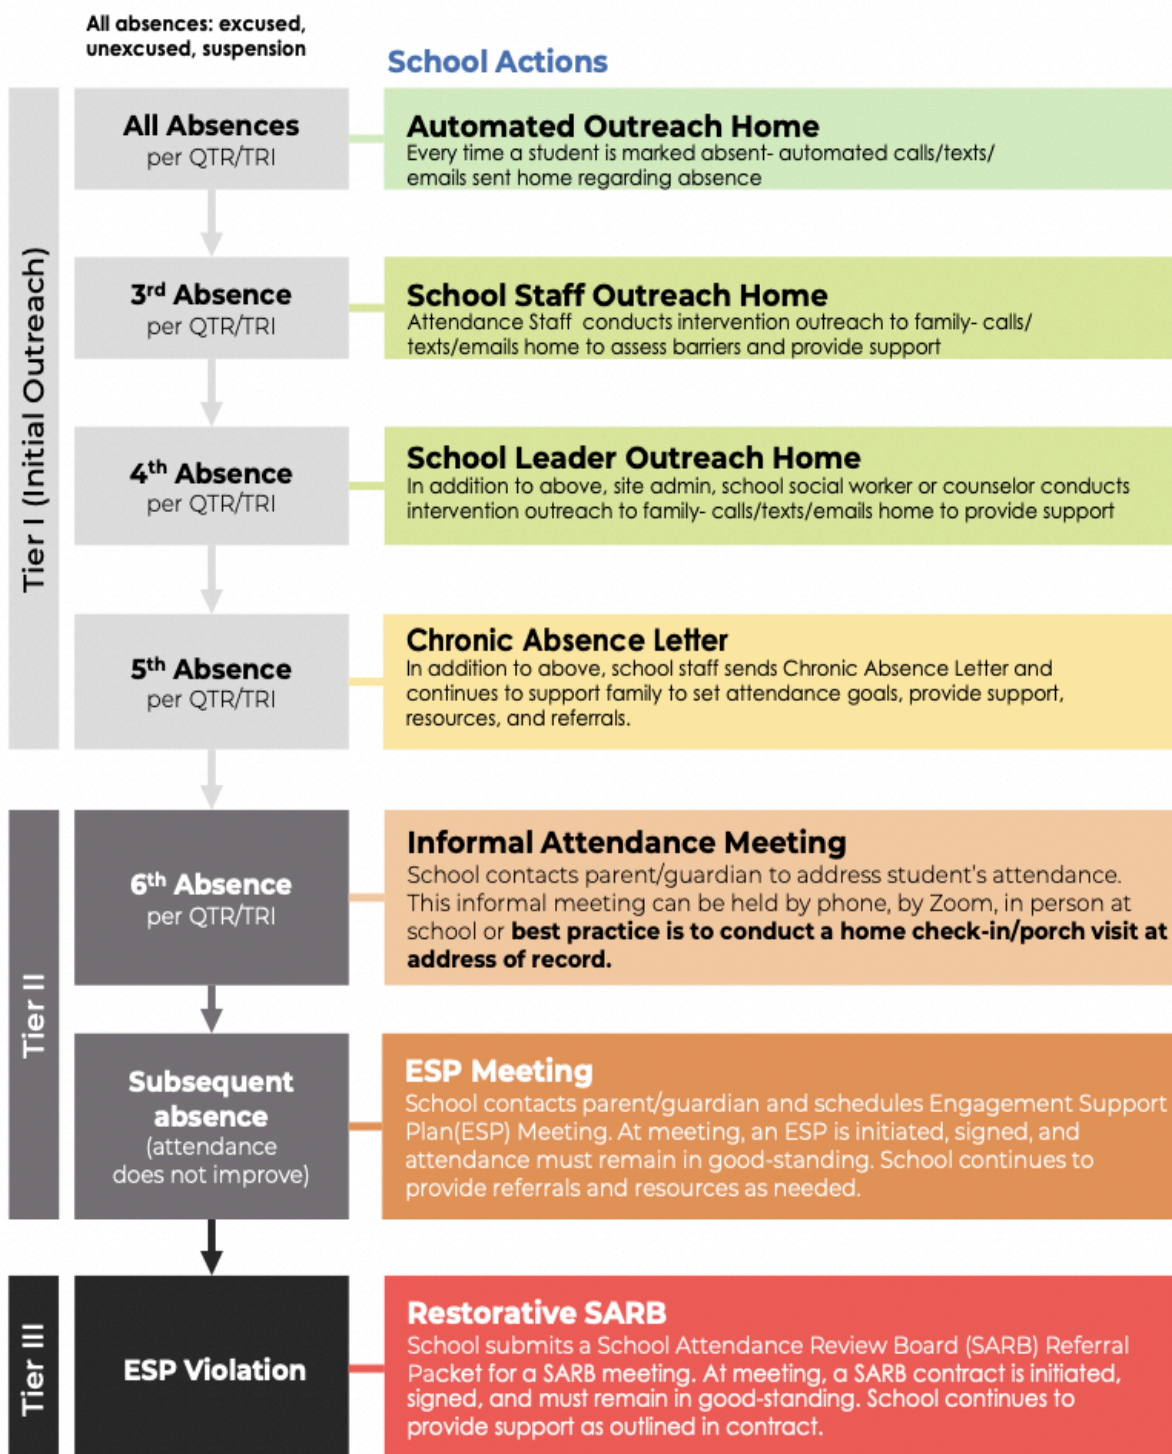 All absences: excused,
unexcused, suspension
School Actions
Tier I (Initial Outreach)
All Absences
per QTR/TRI
Automated Outreach Home
Every time a student is marked absent- automated calls/texts/
emails sent home regarding absence
3rd Absence
per QTR/TRI
School Staff Outreach Home
Attendance Staff conducts intervention outreach to family- calls/
texts/emails home to assess barriers and provide support
4th Absence
per QTR/TRI
School Leader Outreach Home
In addition to above, site admin, school social worker or counselor conducts
intervention outreach to family- calls/texts/emails home to provide support
5th Absence
per QTR/TRI
Chronic Absence Letter
In addition to above, school staff sends Chronic Absence Letter and
continues to support family to set attendance goals, provide support,
resources, and referrals.
Tier II
6th Absence
per QTR/TRI
Informal Attendance Meeting
School contacts parent/guardian to address student's attendance.
This informal meeting can be held by phone, by Zoom, in person at
school or best practice is to conduct a home check-in/porch visit at
address of record.
Subsequent
absence
(attendance
does not improve)
ESP Meeting
School contacts parent/guardian and schedules Engagement Support
Plan(ESP) Meeting. At meeting, an ESP is initiated, signed, and
attendance must remain in good-standing. School continues to
provide referrals and resources as needed.
Tier III
ESP Violation
Restorative SARB
School submits a School Attendance Review Board (SARB) Referral
Packet for a SARB meeting. At meeting, a SARB contract is initiated,
signed, and must remain in good-standing. School continues to
provide support as outlined in contract.